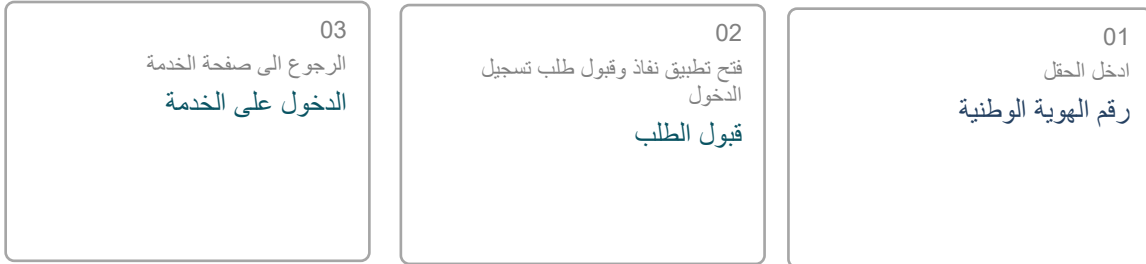 01
ادخل الحقل
رقم الهوية الوطنية
02
فتح تطبيق نفاذ وقبول طلب تسجيل
الدخول
قبول الطلب
03
الرجوع الى صفحة الخدمة
الدخول على الخدمة